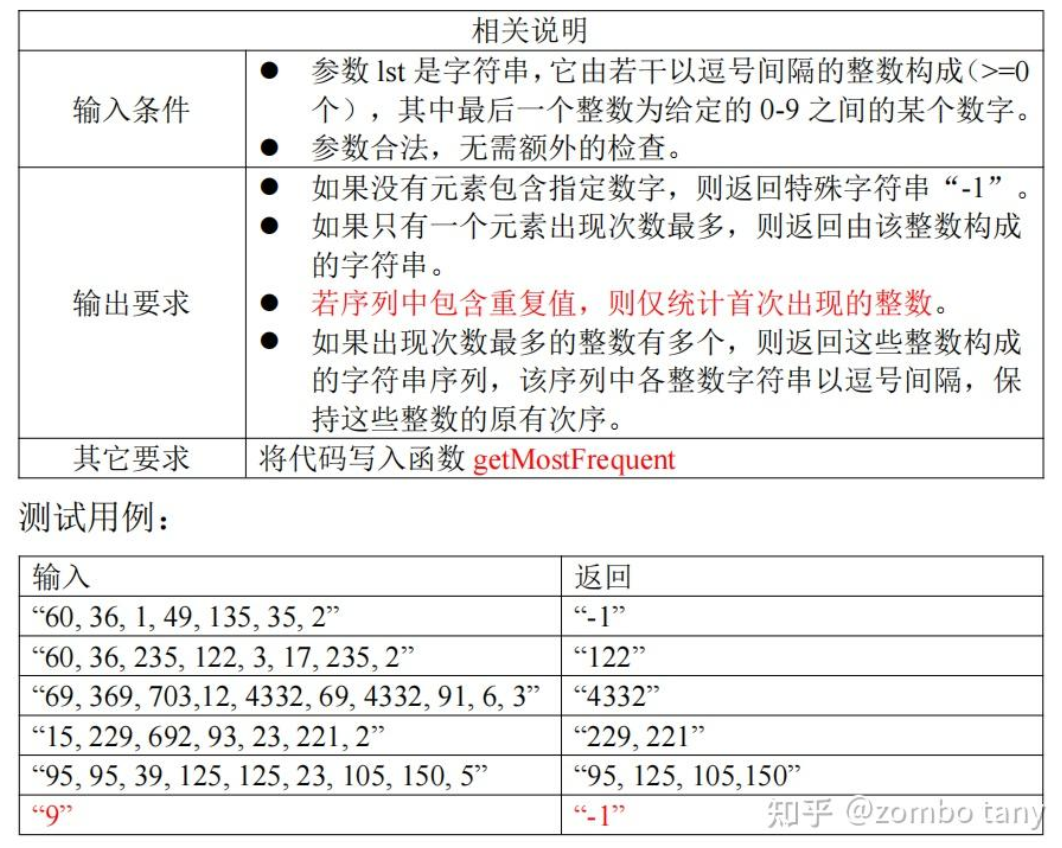 相关说明
输入条件
● 参数 lst 是字符串，它由若干以逗号间隔的整数构成（>=0
个），其中最后一个整数为给定的 0-9 之间的某个数字。
● 参数合法，无需额外的检查。
输出要求
● 如果没有元素包含指定数字，则返回特殊字符串“-1”。
● 如果只有一个元素出现次数最多，则返回由该整数构成
的字符串。
● 若序列中包含重复值，则仅统计首次出现的整数。
● 如果出现次数最多的整数有多个，则返回这些整数构成
的字符串序列，该序列中各整数字符串以逗号间隔，保
持这些整数的原有次序。
其它要求 将代码写入函数 getMostFrequent
测试用例：
输入 返回
“60, 36, 1, 49, 135, 35, 2” “-1”
“60, 36, 235, 122, 3, 17, 235, 2” “122”
“69, 369, 703,12, 4332, 69, 4332, 91, 6, 3” “4332”
“15, 229, 692, 93, 23, 221, 2” “229, 221”
“95, 95, 39, 125, 125, 23, 105, 150, 5” “95, 125, 105,150”
“9” “-1”
知乎 @zombo tany